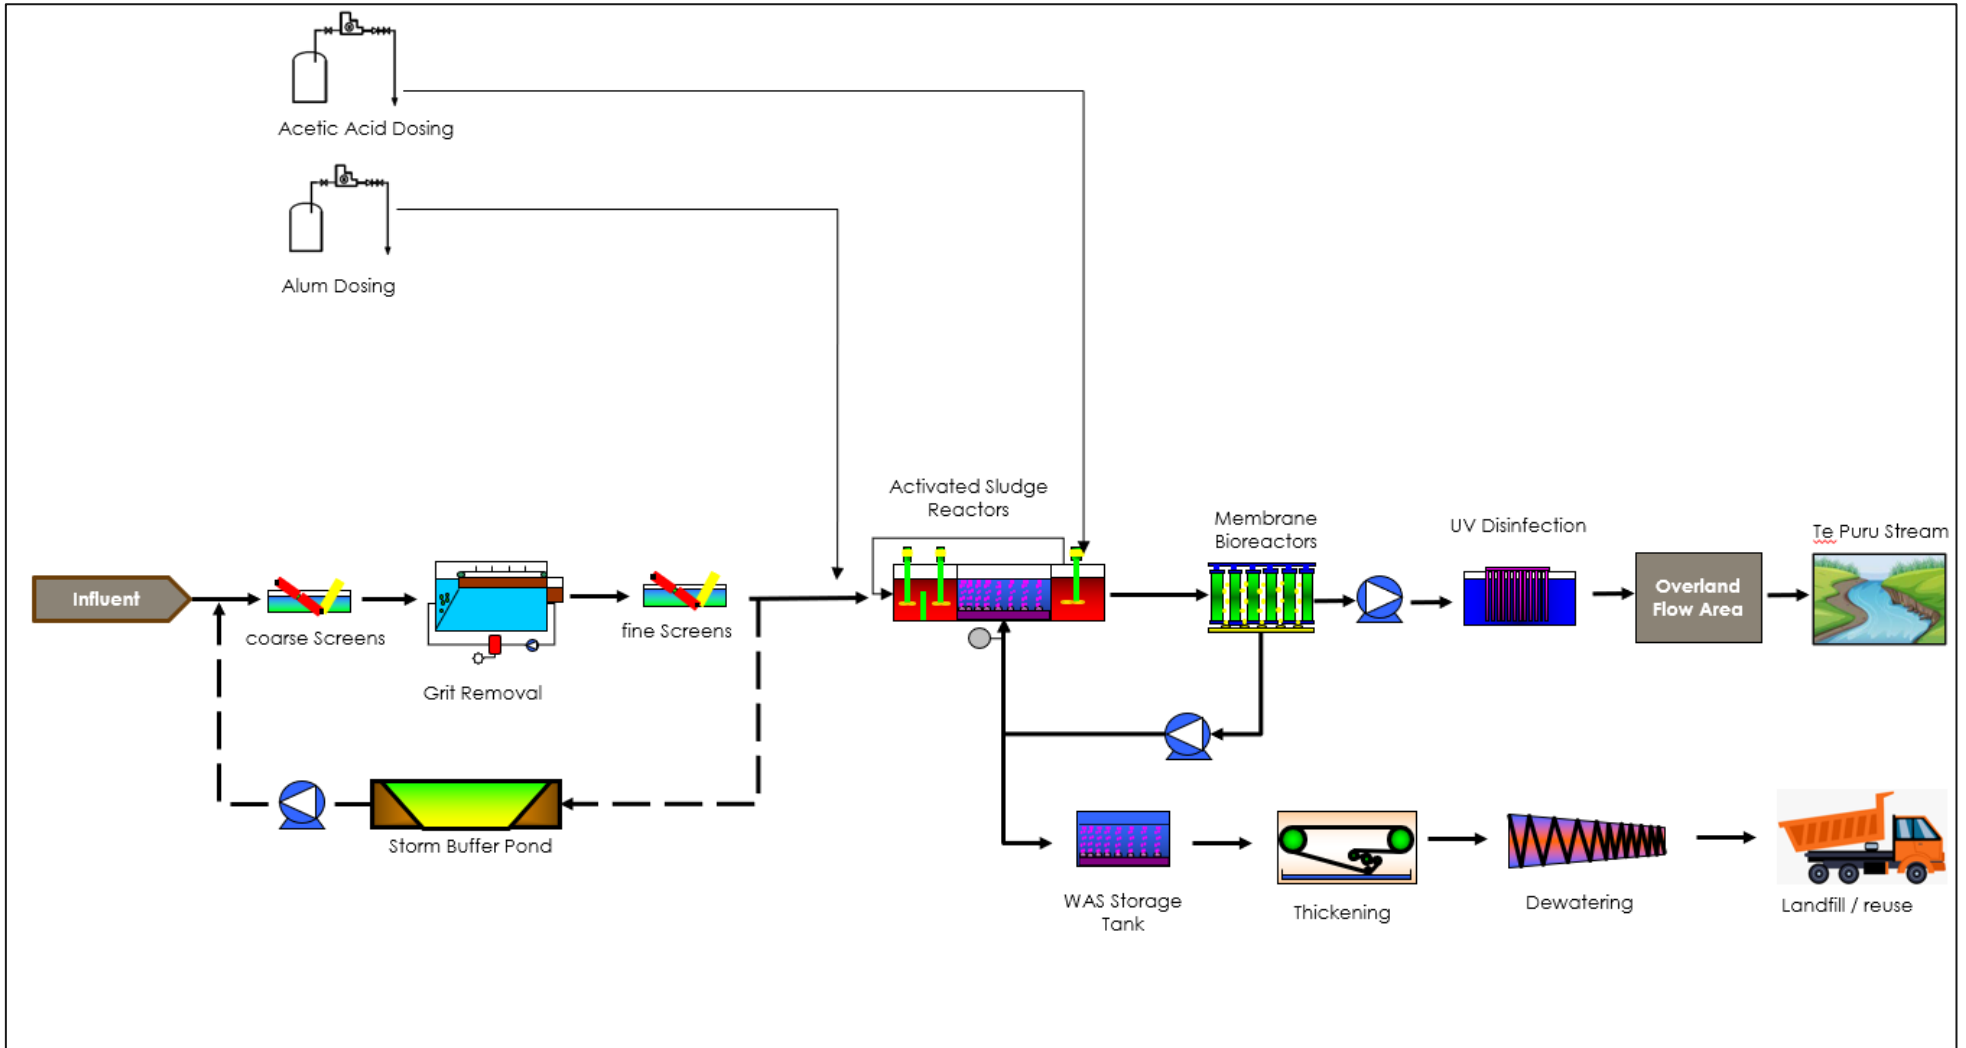 Acetic Acid Dosing
Alum Dosing
Activated Sludge
Reactors
Membrane
Bioreactors
UV Disinfection
Te Puru Stream
Influent
coarse Screens
Grit Removal
fine Screens
Overland
Flow Area
Storm Buffer Pond
WAS Storage
Tank
Thickening
Dewatering
Landfill / reuse